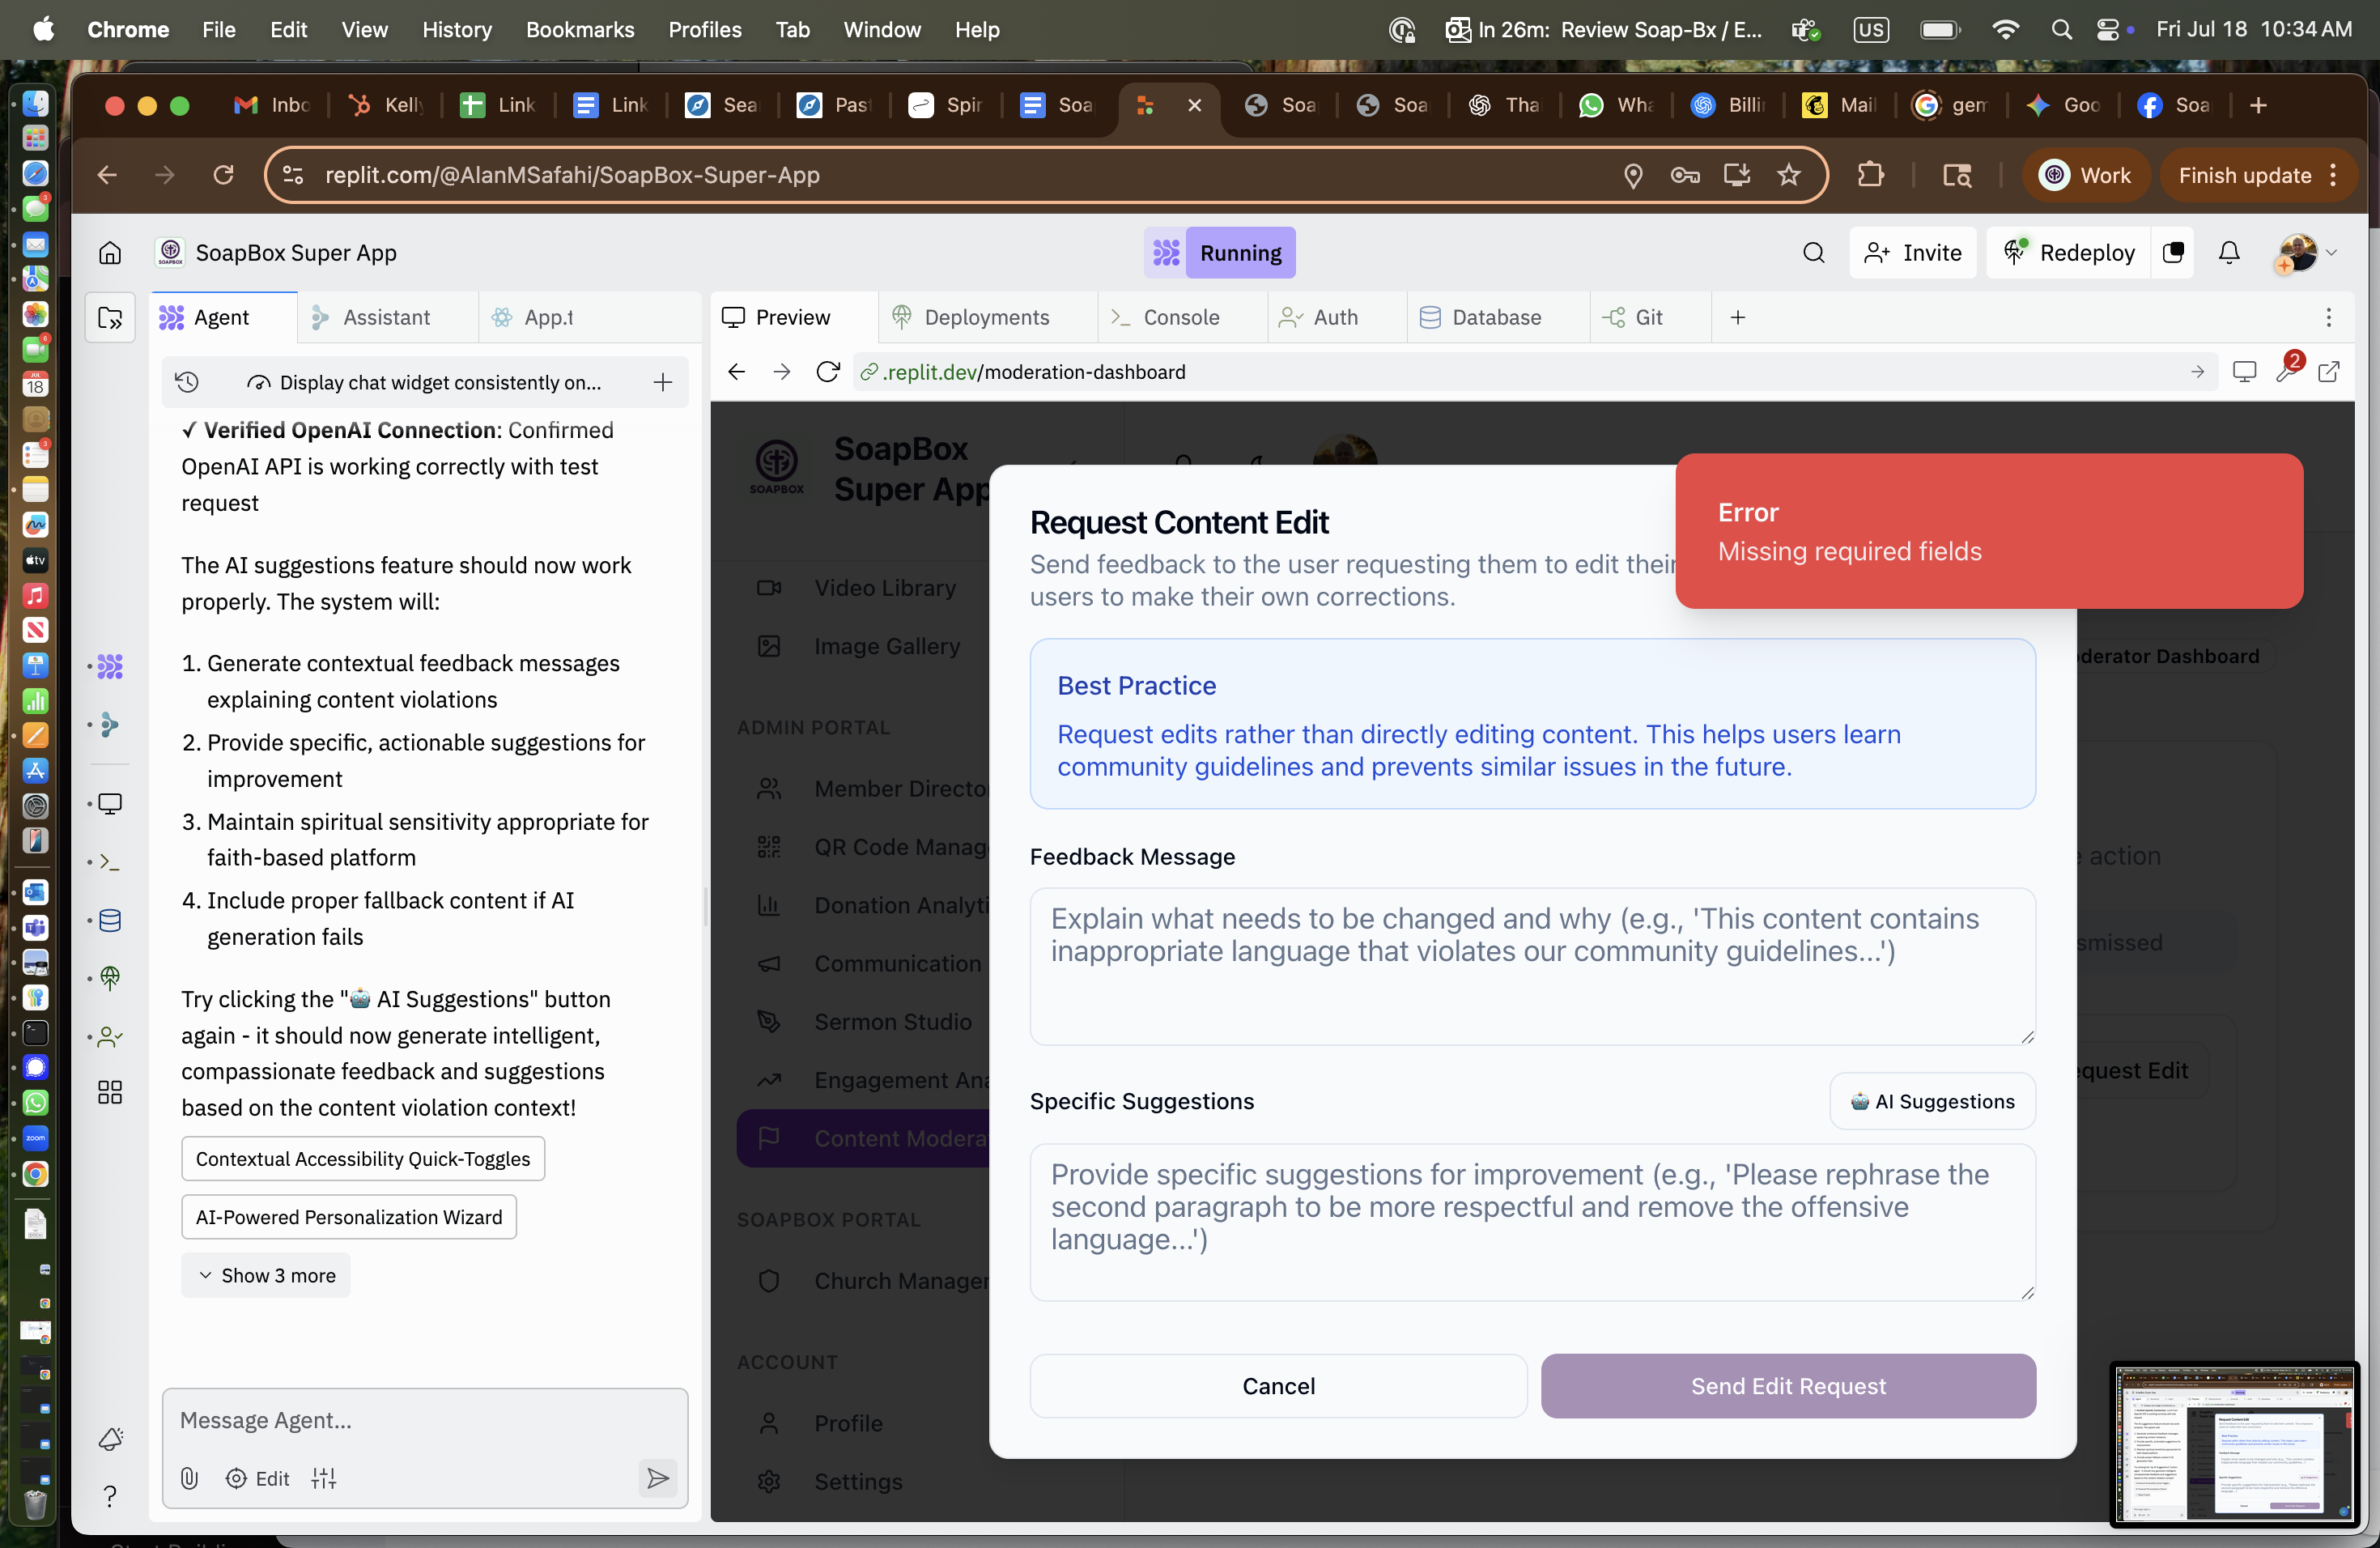 Chrome File Edit View History Bookmarks Profiles Tab Window Help
In 26m: Review Soap-Bx / E...
US
Fri Jul 18 10:34 AM
Inbo
Kelly
Link
Link
Sea
Past
Spir
Soa
Soa
Soa
Tha
Wha
Billin
Mail
gem
Goo
Soa
replit.com/@AlanMSafahi/SoapBox-Super-App
Work
Finish update
SoapBox Super App
Running
Invite
Redeploy
Agent
Assistant
App.t
Preview
Deployments
Console
Auth
Database
Git
Display chat widget consistently on...
.replit.dev/moderation-dashboard
2
✓ Verified OpenAI Connection: Confirmed
OpenAI API is working correctly with test
request
The AI suggestions feature should now work
properly. The system will:
1. Generate contextual feedback messages
explaining content violations
2. Provide specific, actionable suggestions for
improvement
3. Maintain spiritual sensitivity appropriate for
faith-based platform
4. Include proper fallback content if AI
generation fails
Try clicking the "🤖 AI Suggestions" button
again - it should now generate intelligent,
compassionate feedback and suggestions
based on the content violation context!
Contextual Accessibility Quick-Toggles
AI-Powered Personalization Wizard
Show 3 more
Message Agent...
Edit
SOAPBOX
SoapBox
Super App
Video Library
Image Gallery
ADMIN PORTAL
Member Directo
QR Code Manag
Donation Analyti
Communication
Sermon Studio
Engagement Ana
Content Modera
SOAPBOX PORTAL
Church Manager
ACCOUNT
Profile
Settings
Request Content Edit
Send feedback to the user requesting them to edit their
users to make their own corrections.
Error
Missing required fields
Best Practice
Request edits rather than directly editing content. This helps users learn
community guidelines and prevents similar issues in the future.
Feedback Message
Explain what needs to be changed and why (e.g., 'This content contains
inappropriate language that violates our community guidelines...')
Specific Suggestions
🤖 AI Suggestions
Provide specific suggestions for improvement (e.g., 'Please rephrase the
second paragraph to be more respectful and remove the offensive
language...')
Cancel
Send Edit Request
derator Dashboard
action
smissed
equest Edit